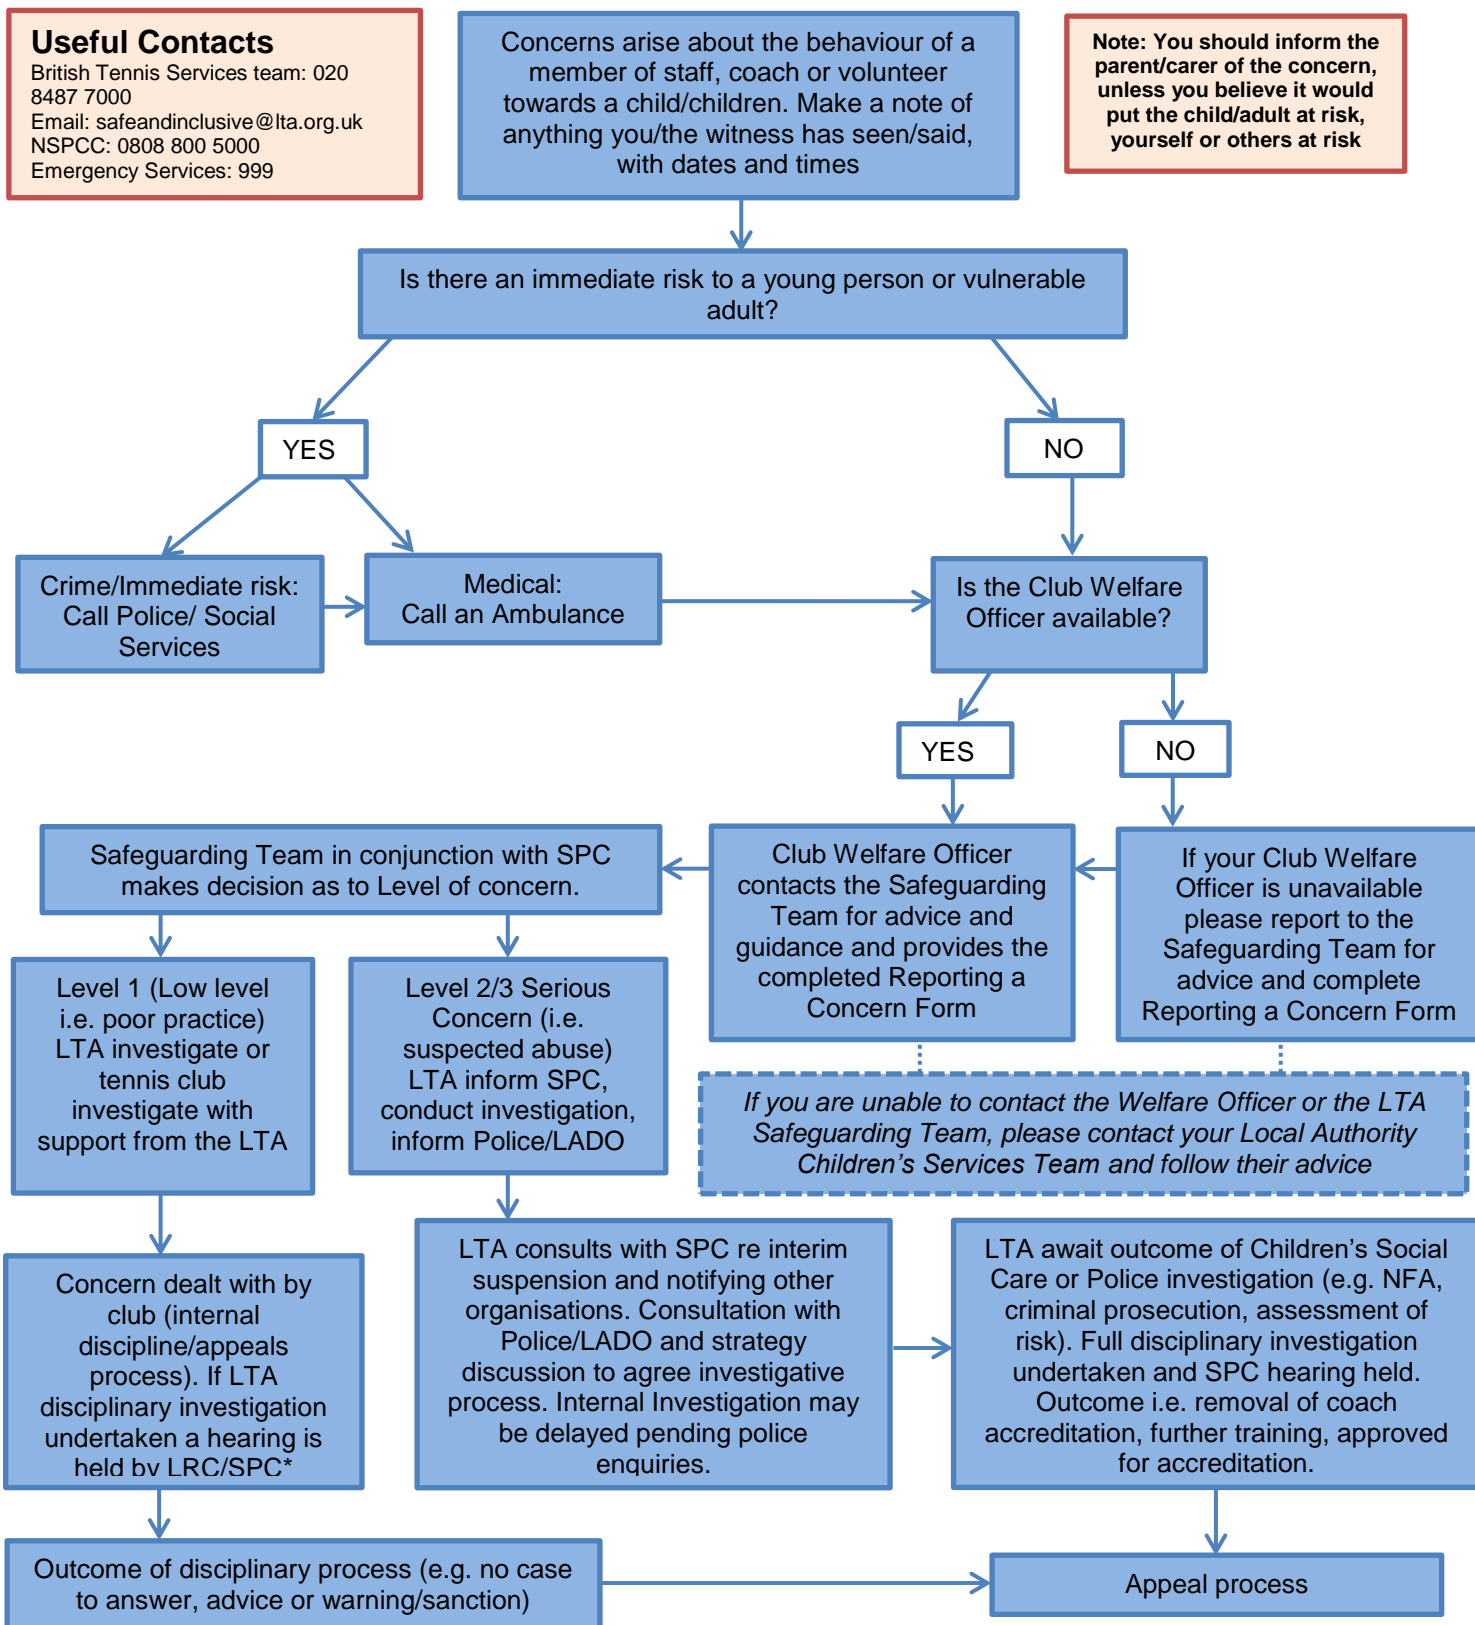 Useful Contacts
British Tennis Services team: 020
8487 7000
Email: safeandinclusive@lta.org.uk
NSPCC: 0808 800 5000
Emergency Services: 999
Concerns arise about the behaviour of a
member of staff, coach or volunteer
towards a child/children. Make a note of
anything you/the witness has seen/said,
with dates and times
Note: You should inform the
parent/carer of the concern,
unless you believe it would
put the child/adult at risk,
yourself or others at risk
Is there an immediate risk to a young person or vulnerable
adult?
YES
NO
Crime/Immediate risk:
Call Police/ Social
Services
Medical:
Call an Ambulance
Is the Club Welfare
Officer available?
YES
NO
Safeguarding Team in conjunction with SPC
makes decision as to Level of concern.
Club Welfare Officer
contacts the Safeguarding
Team for advice and
guidance and provides the
completed Reporting a
Concern Form
If your Club Welfare
Officer is unavailable
please report to the
Safeguarding Team for
advice and complete
Reporting a Concern Form
Level 1 (Low level
i.e. poor practice)
LTA investigate or
tennis club
investigate with
support from the LTA
Level 2/3 Serious
Concern (i.e.
suspected abuse)
LTA inform SPC,
conduct investigation,
inform Police/LADO
If you are unable to contact the Welfare Officer or the LTA
Safeguarding Team, please contact your Local Authority
Children’s Services Team and follow their advice
Concern dealt with by
club (internal
discipline/appeals
process). If LTA
disciplinary investigation
undertaken a hearing is
held by LRC/SPC*
LTA consults with SPC re interim
suspension and notifying other
organisations. Consultation with
Police/LADO and strategy
discussion to agree investigative
process. Internal Investigation may
be delayed pending police
enquiries.
LTA await outcome of Children’s Social
Care or Police investigation (e.g. NFA,
criminal prosecution, assessment of
risk). Full disciplinary investigation
undertaken and SPC hearing held.
Outcome i.e. removal of coach
accreditation, further training, approved
for accreditation.
Outcome of disciplinary process (e.g. no case
to answer, advice or warning/sanction)
Appeal process